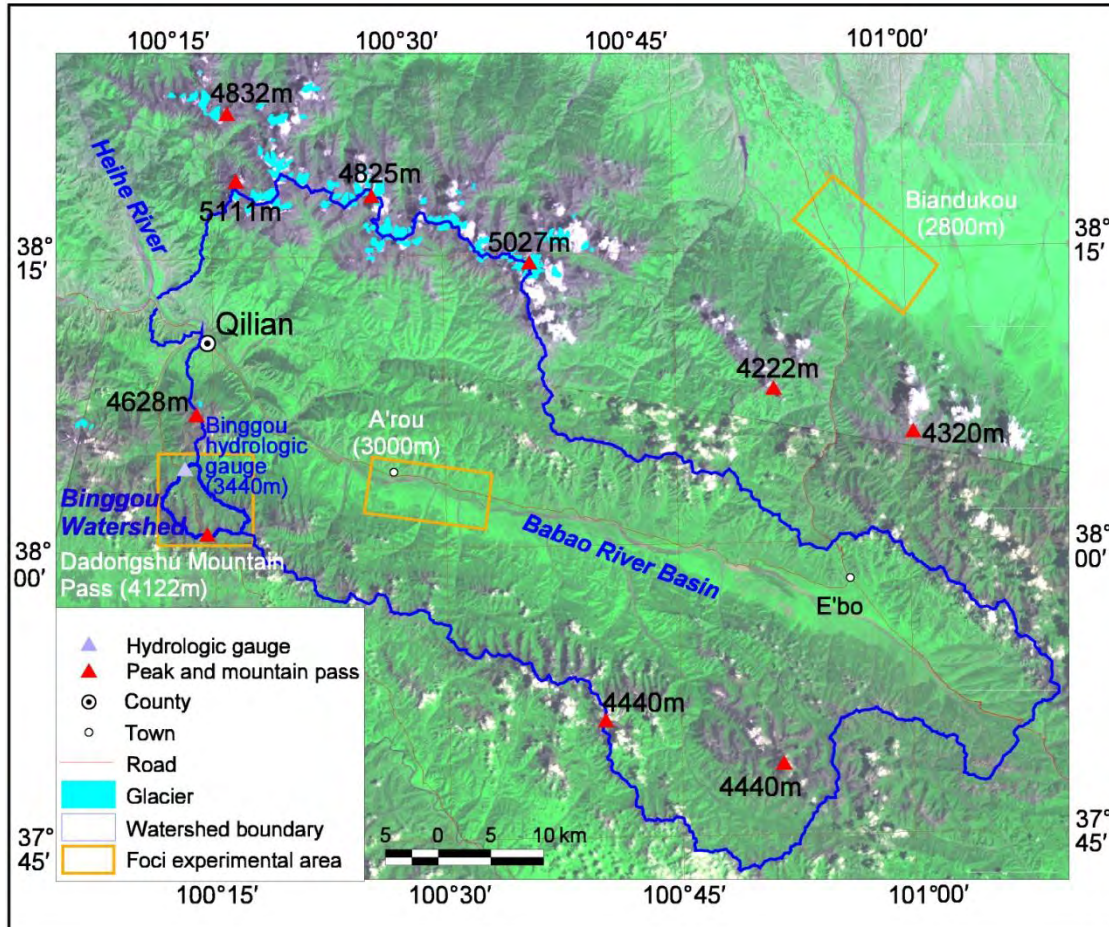 100°15′
100°30′
100°45′
101°00′
4832m
Heihe River
5111m
4825m
5027m
Biandukou
(2800m)
38°
15′
38°
15′
Qilian
4222m
4320m
4628m
Binggou
hydrologic
gauge
(3440m)
A'rou
(3000m)
Binggou
Watershed
Babao River Basin
38°
00′
38°
00′
Dadongshu Mountain
Pass (4122m)
E'bo
Hydrologic gauge
Peak and mountain pass
County
Town
Road
Glacier
Watershed boundary
Foci experimental area
4440m
4440m
37°
45′
37°
45′
5 0 5 10 km
100°15′
100°30′
100°45′
101°00′